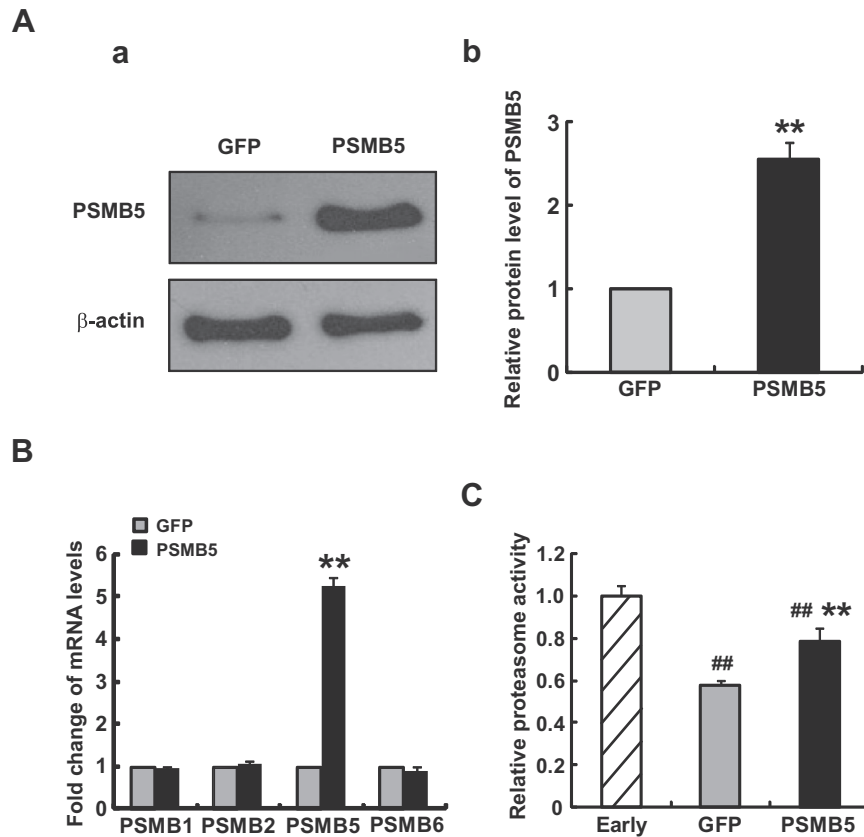 A
a
GFP PSMB5
PSMB5
β-actin
b
Relative protein level of PSMB5
3
**
2
1
0
GFP PSMB5
B
GFP
PSMB5
Fold change of mRNA levels
6
5
4
3
2
1
0
**
PSMB1 PSMB2 PSMB5 PSMB6
C
Relative proteasome activity
1.2
1.0
0.8
0.6
0.4
0.2
0
##
## **
Early GFP PSMB5